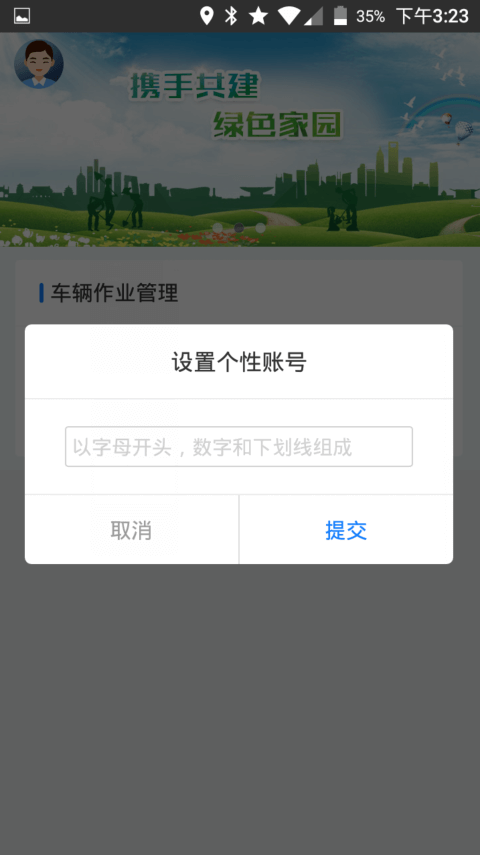 35% 下午3:23
携手共建
绿色家园
车辆作业管理
设置个性账号
以字母开头，数字和下划线组成
取消
提交